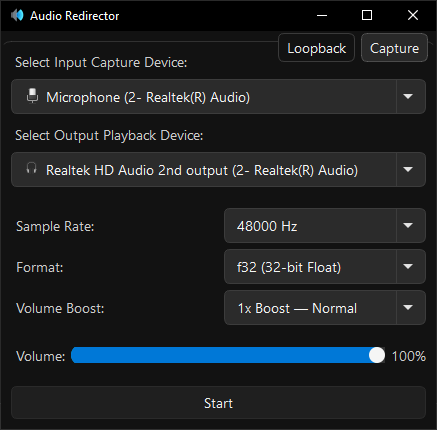 Audio Redirector
Loopback Capture
Select Input Capture Device:
Microphone (2- Realtek(R) Audio)
Select Output Playback Device:
Realtek HD Audio 2nd output (2- Realtek(R) Audio)
Sample Rate: 48000 Hz
Format: f32 (32-bit Float)
Volume Boost: 1x Boost — Normal
Volume: 100%
Start